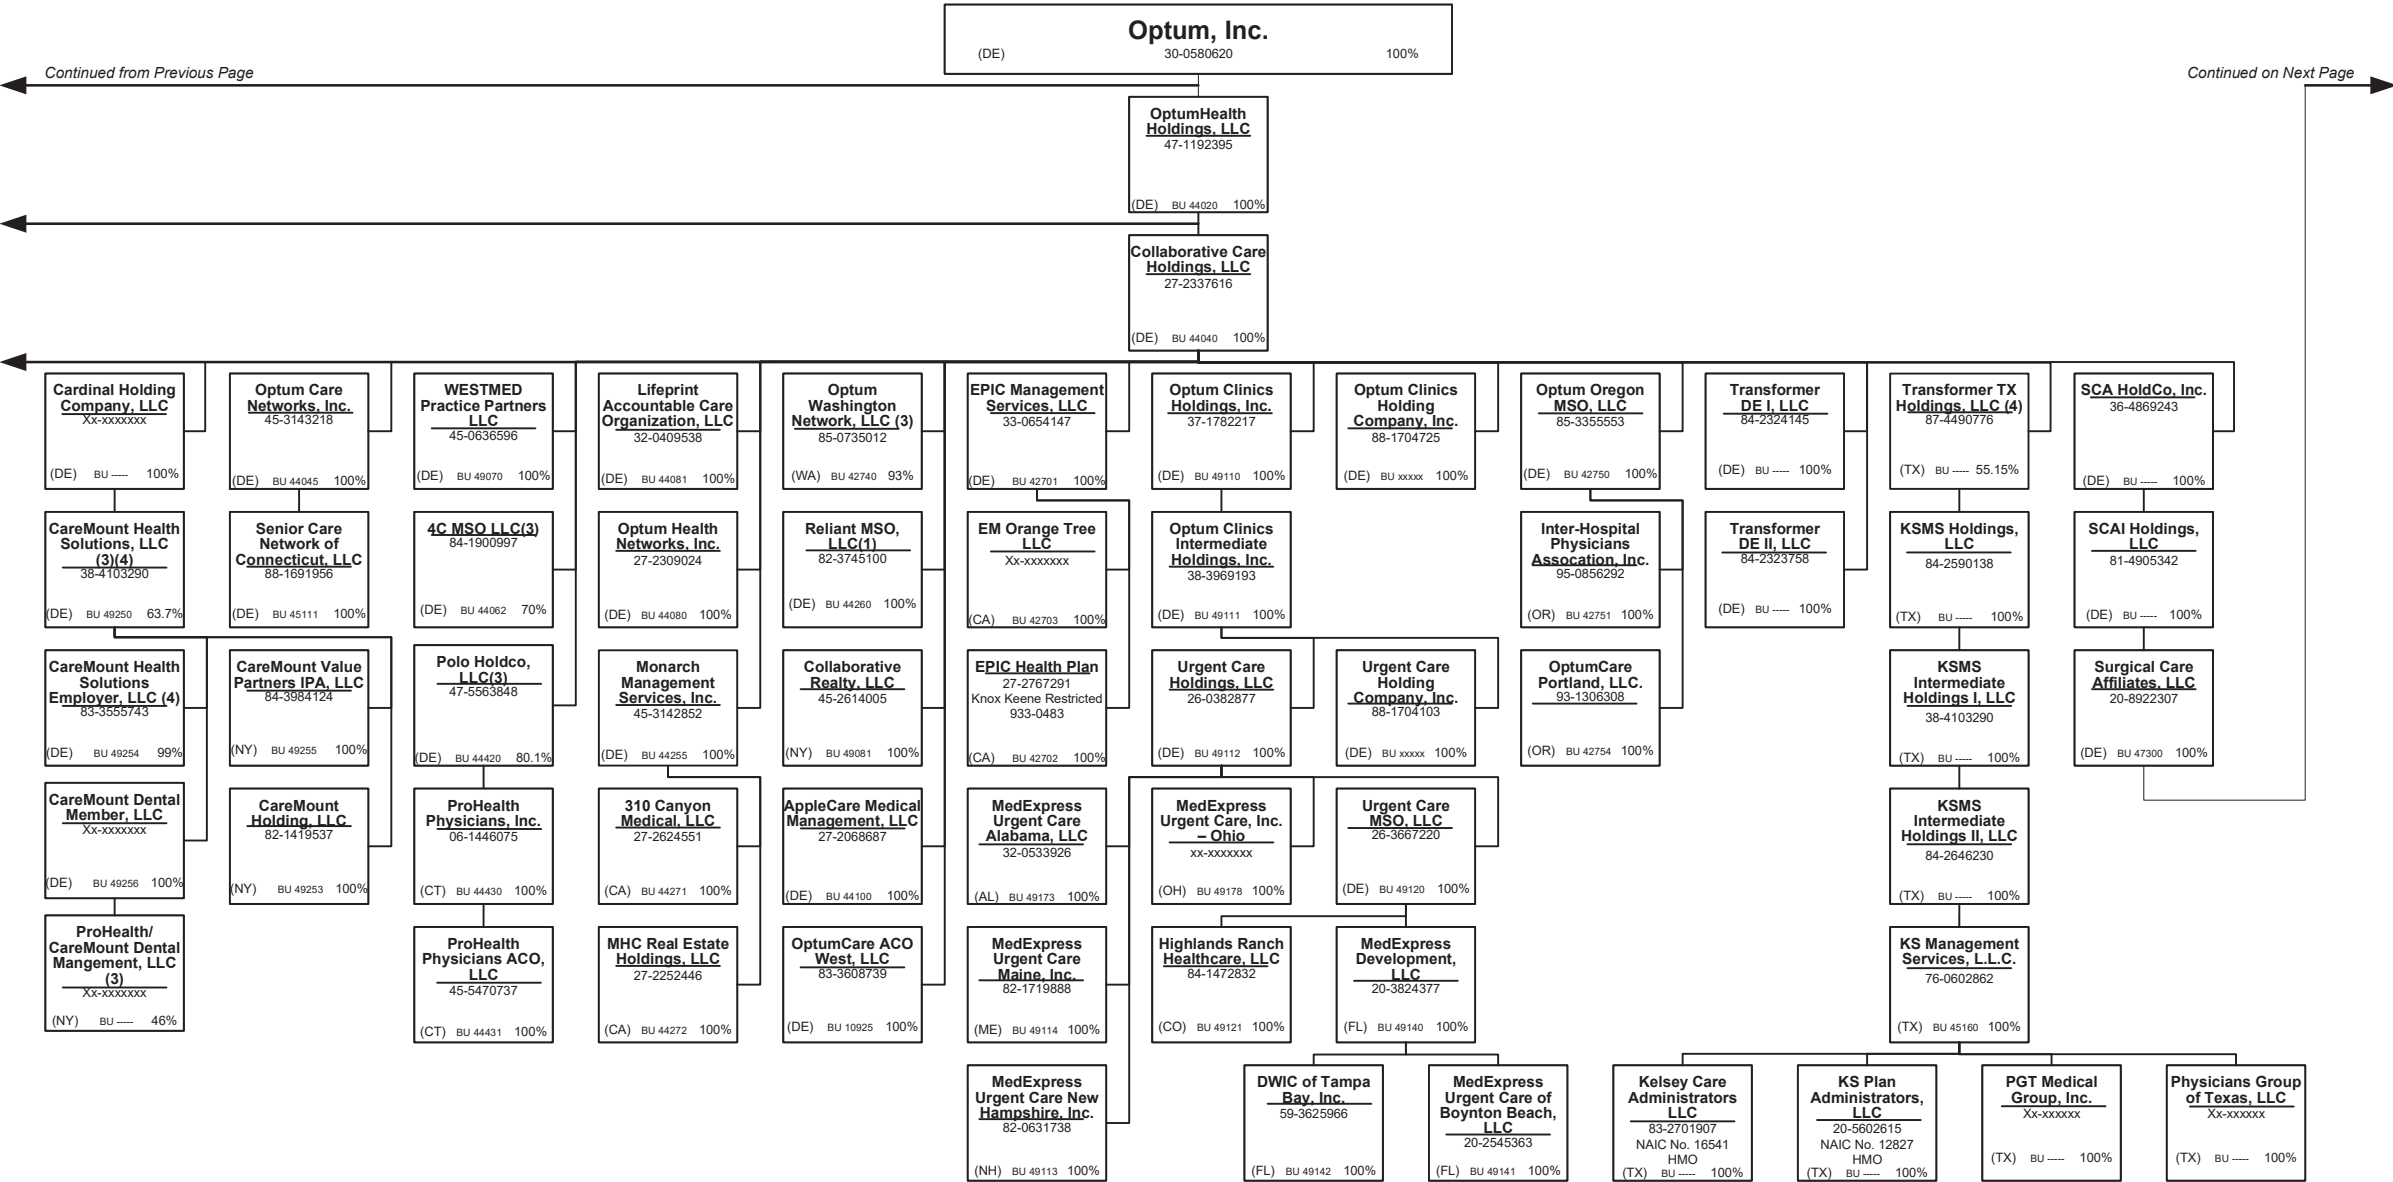 Optum, Inc.
(DE) 30-0580620 100%
Continued from Previous Page
Continued on Next Page
OptumHealth
Holdings, LLC
47-1192395
(DE) BU 44020 100%
Collaborative Care
Holdings, LLC
27-2337616
(DE) BU 44040 100%
Cardinal Holding
Company, LLC
Xx-xxxxxxx
(DE) BU ----- 100%
Optum Care
Networks, Inc.
45-3143218
(DE) BU 44045 100%
WESTMED
Practice Partners
LLC
45-0636596
(DE) BU 49070 100%
Lifeprint
Accountable Care
Organization, LLC
32-0409538
(DE) BU 44081 100%
Optum
Washington
Network, LLC (3)
85-0735012
(WA) BU 42740 93%
EPIC Management
Services, LLC
33-0654147
(DE) BU 42701 100%
Optum Clinics
Holdings, Inc.
37-1782217
(DE) BU 49110 100%
Optum Clinics
Holding
Company, Inc.
88-1704725
(DE) BU xxxxx 100%
Optum Oregon
MSO, LLC
85-3355553
(DE) BU 42750 100%
Transformer
DE I, LLC
84-2324145
(DE) BU ----- 100%
Transformer TX
Holdings, LLC (4)
87-4490776
(TX) BU ----- 55.15%
SCA HoldCo, Inc.
36-4869243
(DE) BU ----- 100%
CareMount Health
Solutions, LLC
(3)(4)
38-4103290
(DE) BU 49250 63.7%
Senior Care
Network of
Connecticut, LLC
88-1691956
(DE) BU 45111 100%
4C MSO LLC(3)
84-1900997
(DE) BU 44062 70%
Optum Health
Networks, Inc.
27-2309024
(DE) BU 44080 100%
Reliant MSO,
LLC(1)
82-3745100
(DE) BU 44260 100%
EM Orange Tree
LLC
Xx-xxxxxxx
(CA) BU 42703 100%
Optum Clinics
Intermediate
Holdings, Inc.
38-3969193
(DE) BU 49111 100%
Inter-Hospital
Physicians
Assocation, Inc.
95-0856292
(OR) BU 42751 100%
Transformer
DE II, LLC
84-2323758
(DE) BU ----- 100%
KSMS Holdings,
LLC
84-2590138
(TX) BU ----- 100%
SCAI Holdings,
LLC
81-4905342
(DE) BU ----- 100%
CareMount Health
Solutions
Employer, LLC (4)
83-3555743
(DE) BU 49254 99%
CareMount Value
Partners IPA, LLC
84-3984124
(NY) BU 49255 100%
Polo Holdco,
LLC(3)
47-5563848
(DE) BU 44420 80.1%
Monarch
Management
Services, Inc.
45-3142852
(DE) BU 44255 100%
Collaborative
Realty, LLC
45-2614005
(NY) BU 49081 100%
EPIC Health Plan
27-2767291
Knox Keene Restricted
933-0483
(CA) BU 42702 100%
Urgent Care
Holdings, LLC
26-0382877
(DE) BU 49112 100%
Urgent Care
Holding
Company, Inc.
88-1704103
(DE) BU xxxxx 100%
OptumCare
Portland, LLC.
93-1306308
(OR) BU 42754 100%
KSMS
Intermediate
Holdings I, LLC
38-4103290
(TX) BU ----- 100%
Surgical Care
Affiliates, LLC
20-8922307
(DE) BU 47300 100%
CareMount Dental
Member, LLC
Xx-xxxxxxx
(DE) BU 49256 100%
CareMount
Holding, LLC
82-1419537
(NY) BU 49253 100%
ProHealth
Physicians, Inc.
06-1446075
(CT) BU 44430 100%
310 Canyon
Medical, LLC
27-2624551
(CA) BU 44271 100%
AppleCare Medical
Management, LLC
27-2068687
(DE) BU 44100 100%
MedExpress
Urgent Care
Alabama, LLC
32-0533926
(AL) BU 49173 100%
MedExpress
Urgent Care, Inc.
– Ohio
xx-xxxxxxx
(OH) BU 49178 100%
Urgent Care
MSO, LLC
26-3667220
(DE) BU 49120 100%
KSMS
Intermediate
Holdings II, LLC
84-2646230
(TX) BU ----- 100%
ProHealth/
CareMount Dental
Mangement, LLC
(3)
Xx-xxxxxxx
(NY) BU ----- 46%
ProHealth
Physicians ACO,
LLC
45-5470737
(CT) BU 44431 100%
MHC Real Estate
Holdings, LLC
27-2252446
(CA) BU 44272 100%
OptumCare ACO
West, LLC
83-3608739
(DE) BU 10925 100%
MedExpress
Urgent Care
Maine, Inc.
82-1719888
(ME) BU 49114 100%
Highlands Ranch
Healthcare, LLC
84-1472832
(CO) BU 49121 100%
MedExpress
Development,
LLC
20-3824377
(FL) BU 49140 100%
KS Management
Services, L.L.C.
76-0602862
(TX) BU 45160 100%
MedExpress
Urgent Care New
Hampshire, Inc.
82-0631738
(NH) BU 49113 100%
DWIC of Tampa
Bay, Inc.
59-3625966
(FL) BU 49142 100%
MedExpress
Urgent Care of
Boynton Beach,
LLC
20-2545363
(FL) BU 49141 100%
Kelsey Care
Administrators
LLC
83-2701907
NAIC No. 16541
HMO
(TX) BU ----- 100%
KS Plan
Administrators,
LLC
20-5602615
NAIC No. 12827
HMO
(TX) BU ----- 100%
PGT Medical
Group, Inc.
Xx-xxxxxx
(TX) BU ----- 100%
Physicians Group
of Texas, LLC
Xx-xxxxxx
(TX) BU ----- 100%